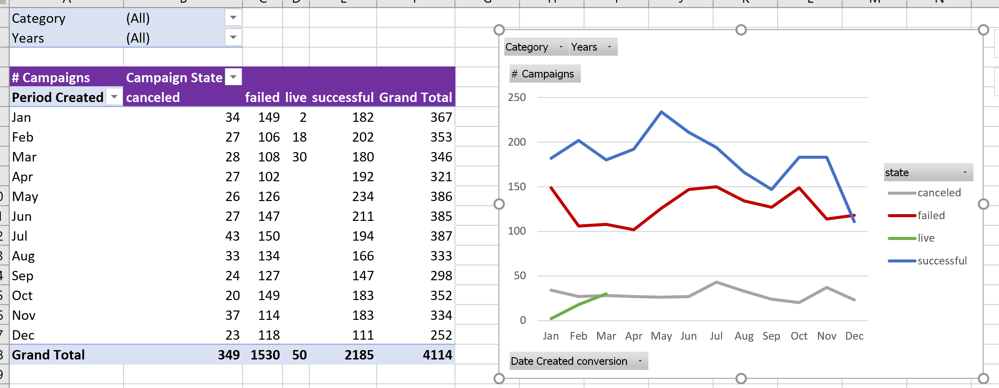 Category (All)
Years (All)
# Campaigns Campaign State
Period Created canceled failed live successful Grand Total
Jan 34 149 2 182 367
Feb 27 106 18 202 353
Mar 28 108 30 180 346
Apr 27 102 192 321
May 26 126 234 386
Jun 27 147 211 385
Jul 43 150 194 387
Aug 33 134 166 333
Sep 24 127 147 298
Oct 20 149 183 352
Nov 37 114 183 334
Dec 23 118 111 252
Grand Total 349 1530 50 2185 4114
Category Years
# Campaigns
250
200
150
100
50
0
Jan Feb Mar Apr May Jun Jul Aug Sep Oct Nov Dec
Date Created conversion
state
canceled
failed
live
successful